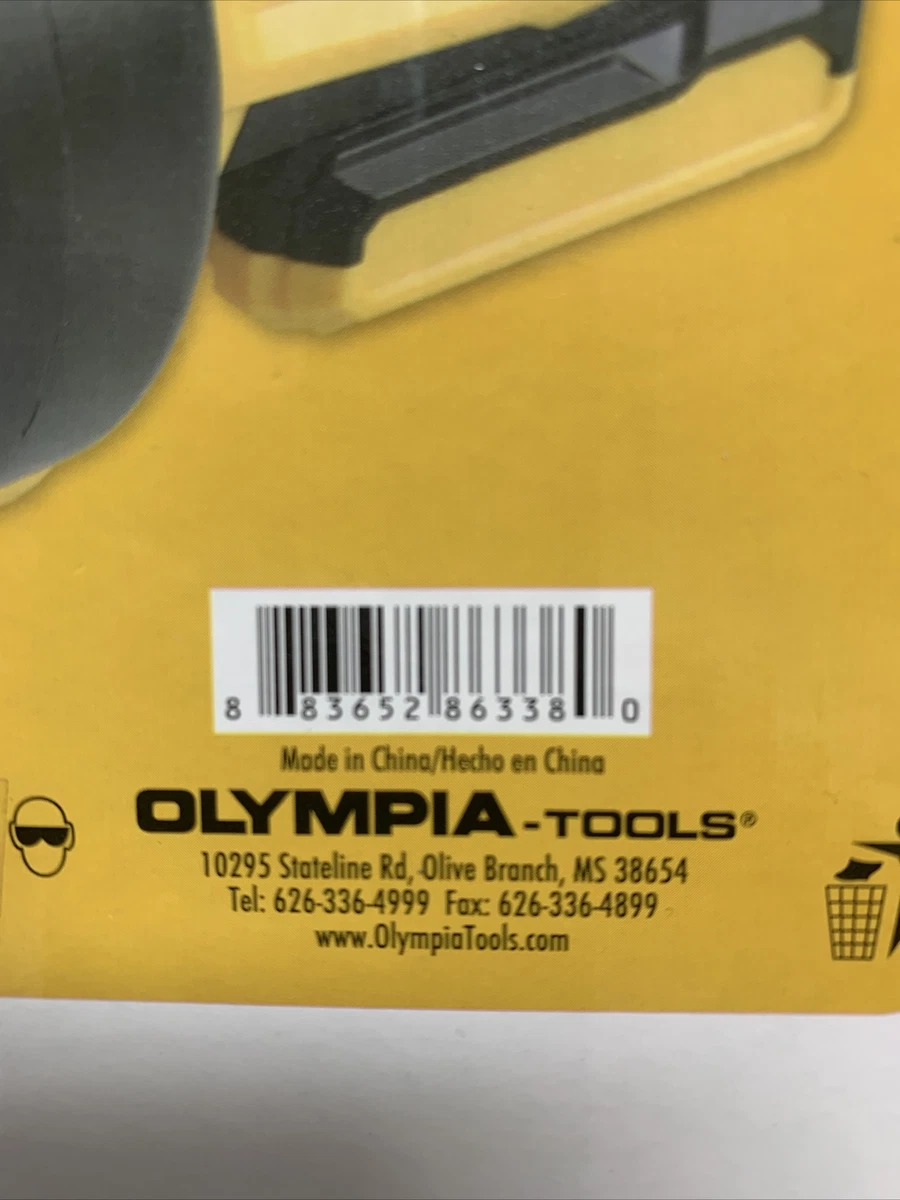 8 83652 86338 0
Made in China/Hecho en China
OLYMPIA-TOOLS®
10295 Stateline Rd, Olive Branch, MS 38654
Tel: 626-336-4999 Fax: 626-336-4899
www.OlympiaTools.com